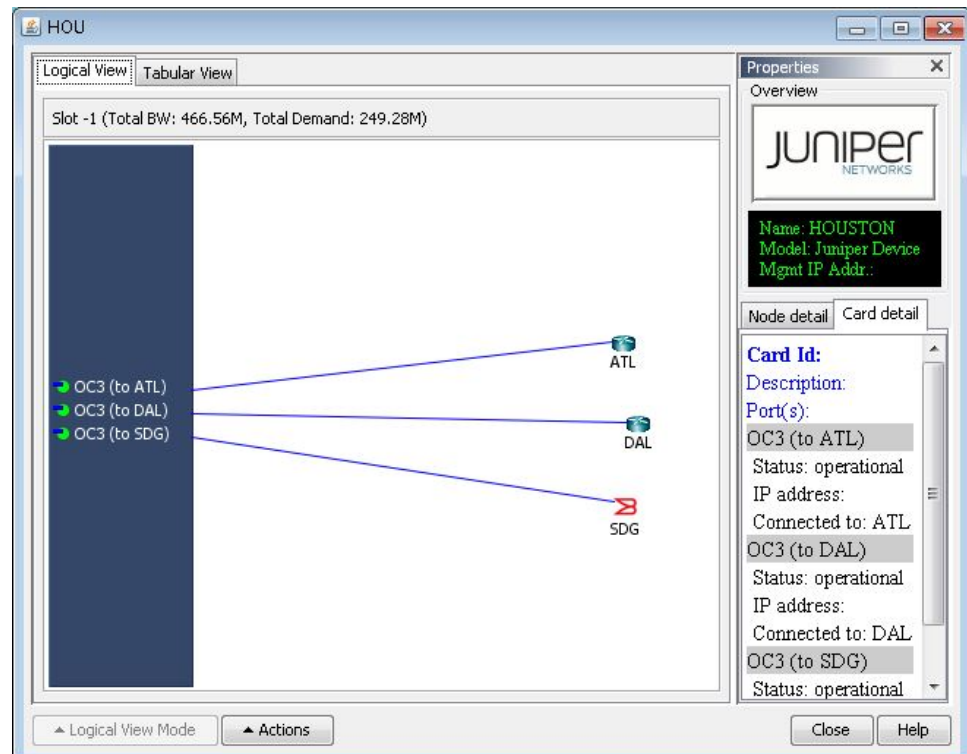 HOU
Logical View
Tabular View
Slot -1 (Total BW: 466.56M, Total Demand: 249.28M)
OC3 (to ATL)
OC3 (to DAL)
OC3 (to SDG)
ATL
DAL
SDG
Properties
Overview
JUNIPER
NETWORKS
Name: HOUSTON
Model: Juniper Device
Mgmt IP Addr.:
Node detail
Card detail
Card Id:
Description:
Port(s):
OC3 (to ATL)
Status: operational
IP address:
Connected to: ATL
OC3 (to DAL)
Status: operational
IP address:
Connected to: DAL
OC3 (to SDG)
Status: operational
Logical View Mode
Actions
Close
Help